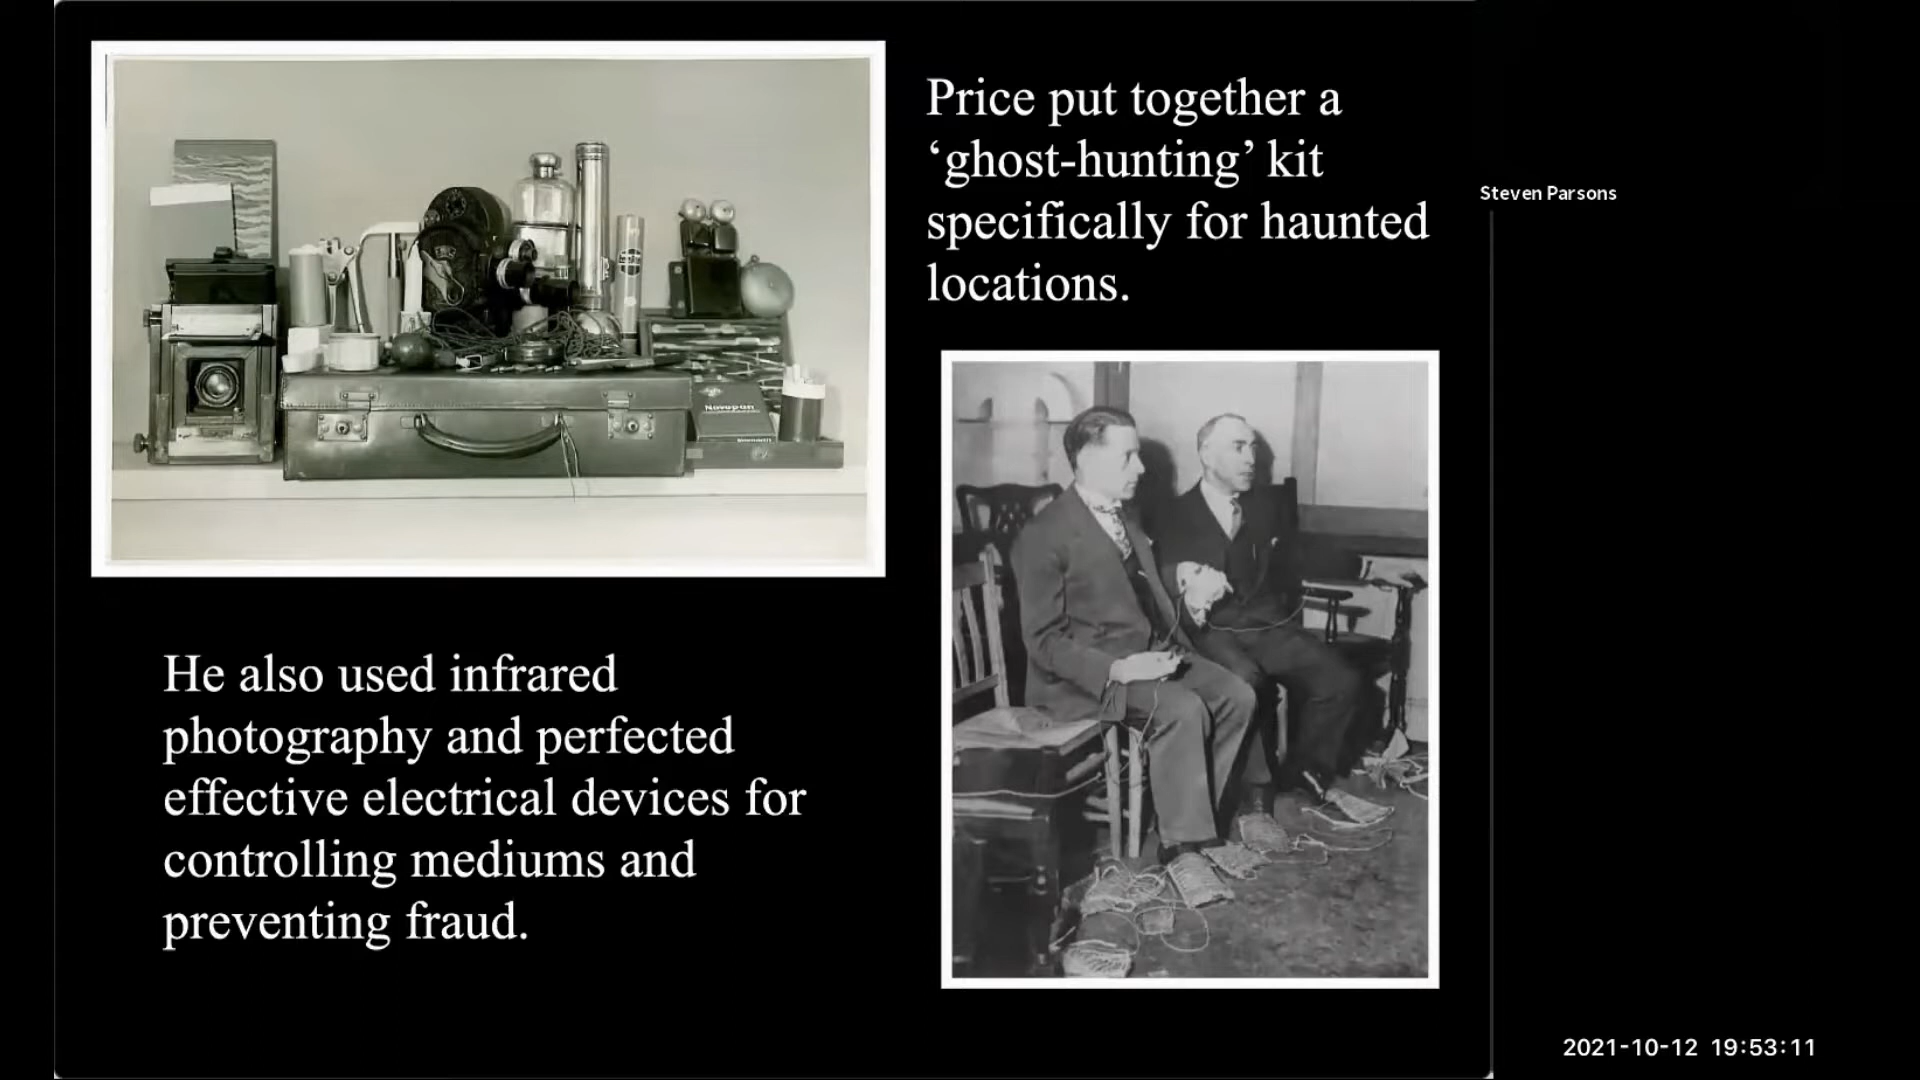 Price put together a
‘ghost-hunting’ kit
specifically for haunted
locations.
Steven Parsons
Novopan
He also used infrared
photography and perfected
effective electrical devices for
controlling mediums and
preventing fraud.
2021-10-12 19:53:11